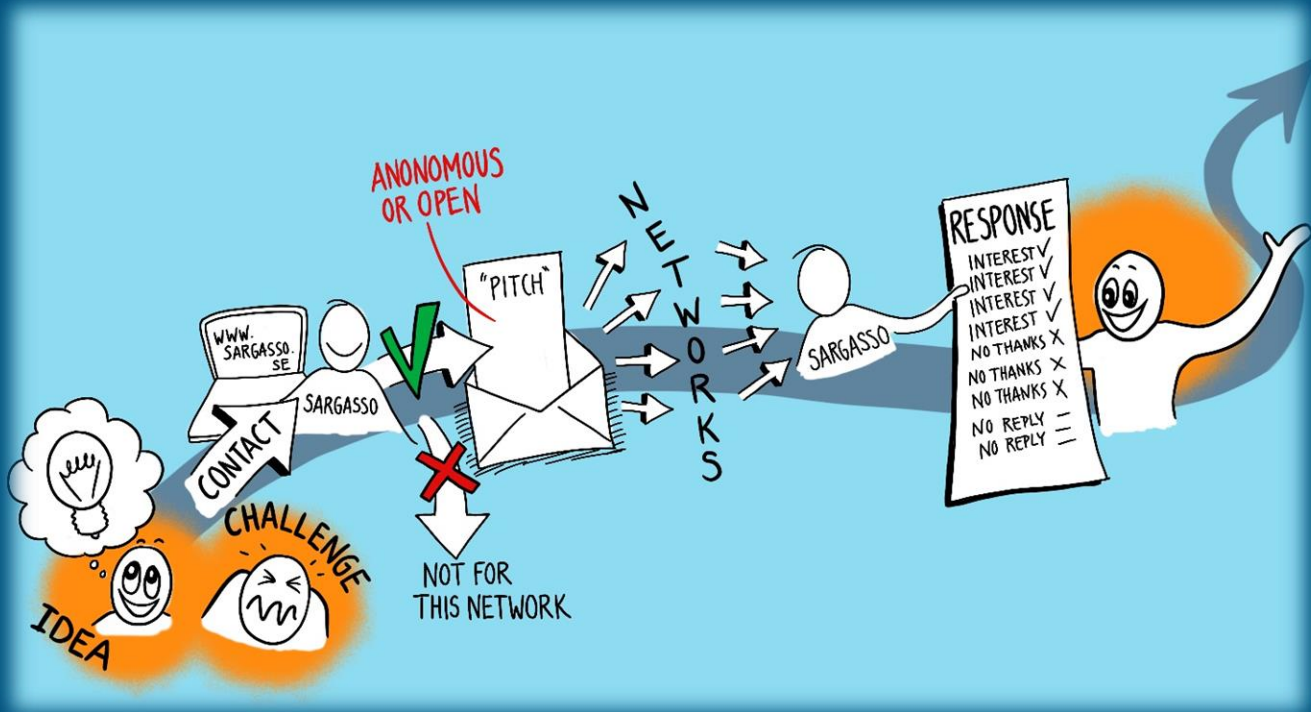 IDEA
CHALLENGE
CONTACT
WWW.
SARGASSO.
SE
SARGASSO
NOT FOR
THIS NETWORK
ANONOMOUS
OR OPEN
"PITCH"
NETWORKS
SARGASSO
RESPONSE
INTEREST ✓
INTEREST ✓
INTEREST ✓
INTEREST ✓
NO THANKS X
NO THANKS X
NO THANKS X
NO REPLY –
NO REPLY –